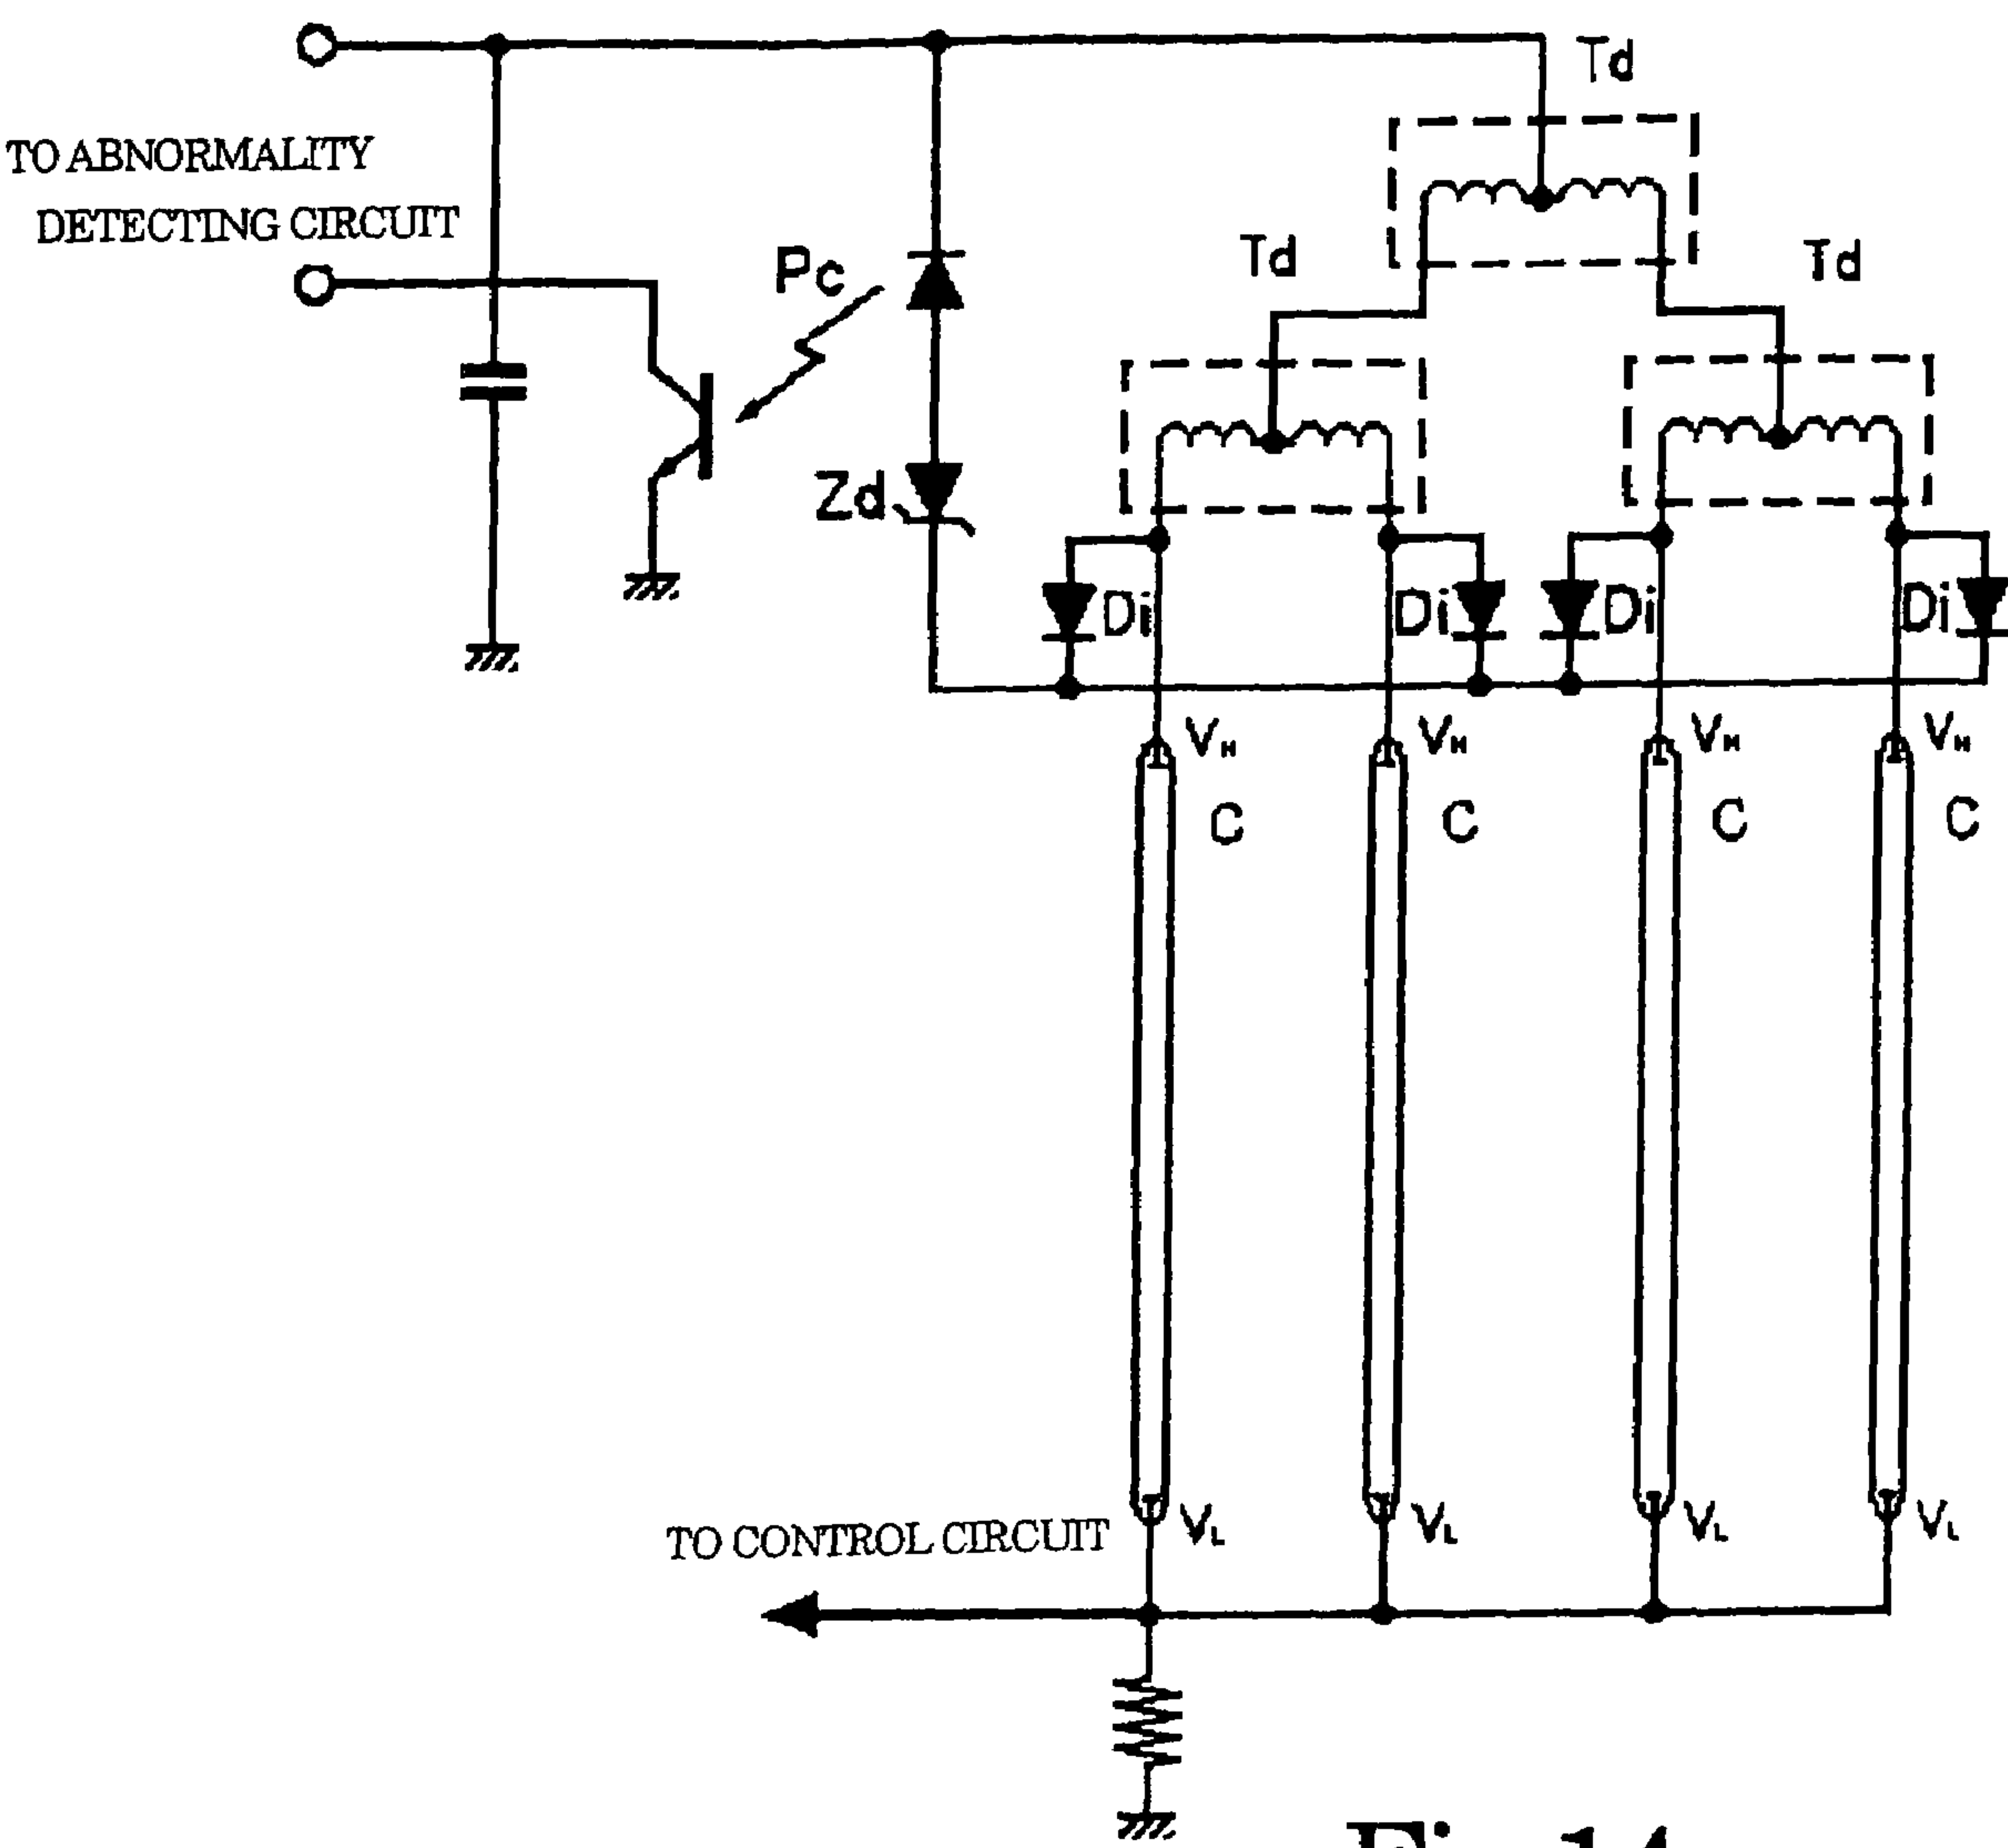 Td
TO ABNORMALITY
DETECTING CIRCUIT
Pc
Td
Td
Zd
Di
Di
Di
Di
VH
VH
VH
VH
C
C
C
C
TO CONTROL CIRCUIT
VL
VL
VL
VL